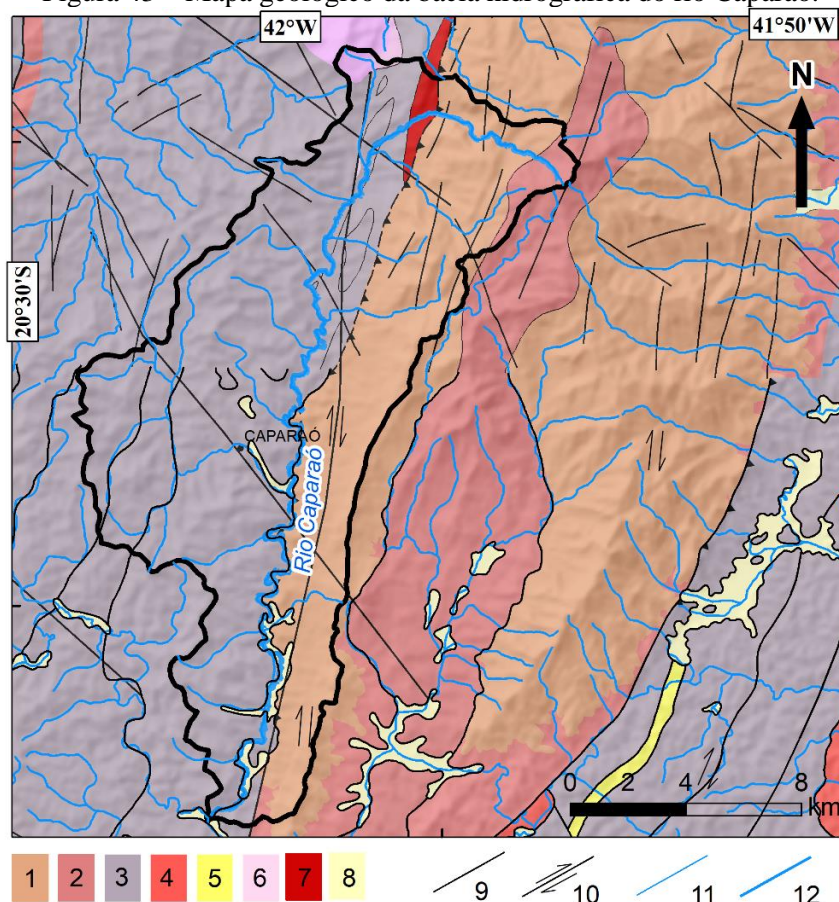 Figura 43 – Mapa geológico da bacia hidrográfica do rio Caparaó.
42°W
41°50'W
N
20°30'S
CAPARAÓ
Rio Caparaó
0 2 4 8
km
1 2 3 4 5 6 7 8 9 10 11 12